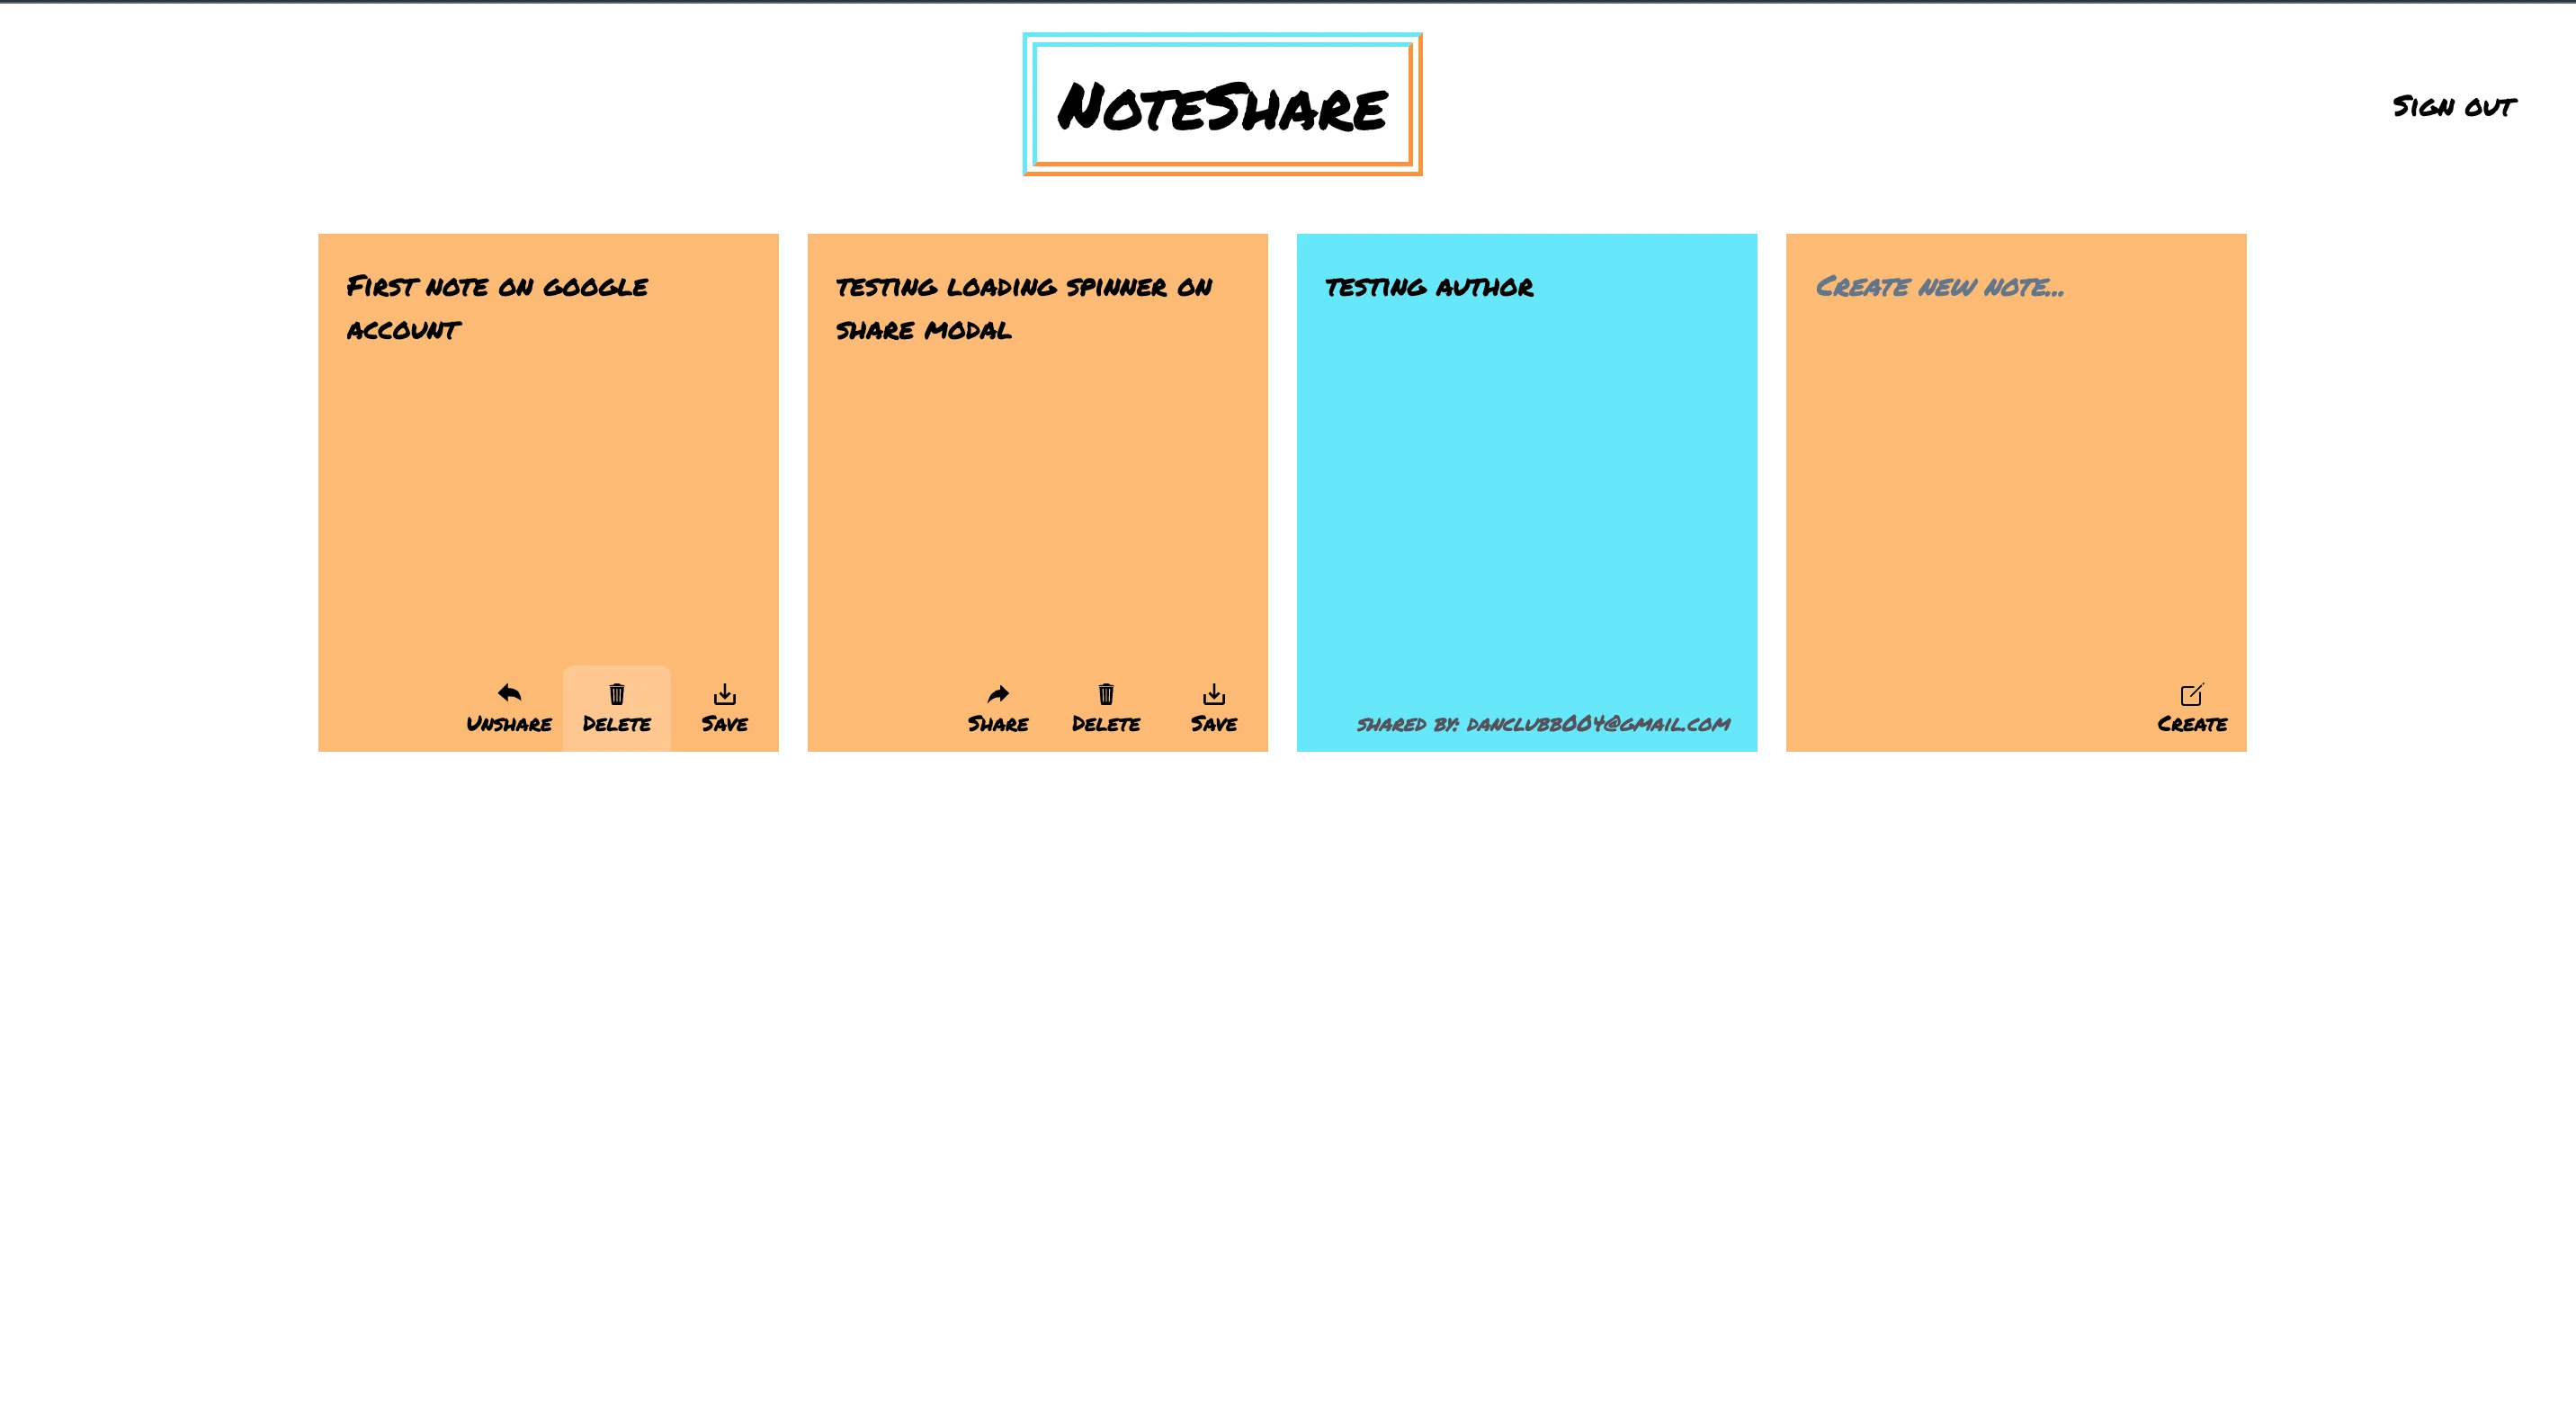 NoteShare
Sign out
First note on google
account
Unshare
Delete
Save
testing loading spinner on
share modal
Share
Delete
Save
testing author
shared by: danclubb004@gmail.com
Create new note...
Create